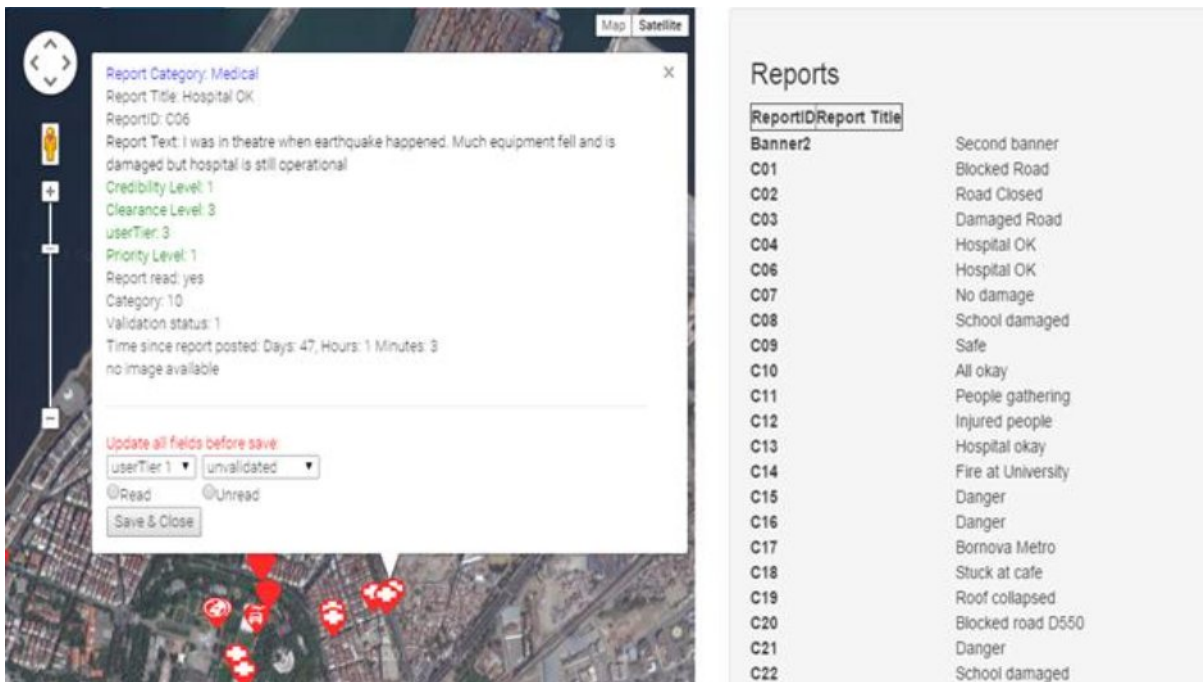 Map Satellite
Report Category: Medical
Report Title: Hospital OK
ReportID: C06
Report Text: I was in theatre when earthquake happened. Much equipment fell and is
damaged but hospital is still operational
Credibility Level: 1
Clearance Level: 3
userTier: 3
Priority Level: 1
Report read: yes
Category: 10
Validation status: 1
Time since report posted: Days: 47, Hours: 1 Minutes: 3
no image available
Update all fields before save:
userTier 1 unvalidated
Read Unread
Save & Close
Reports
ReportID Report Title
Banner2 Second banner
C01 Blocked Road
C02 Road Closed
C03 Damaged Road
C04 Hospital OK
C06 Hospital OK
C07 No damage
C08 School damaged
C09 Safe
C10 All okay
C11 People gathering
C12 Injured people
C13 Hospital okay
C14 Fire at University
C15 Danger
C16 Danger
C17 Bornova Metro
C18 Stuck at cafe
C19 Roof collapsed
C20 Blocked road D550
C21 Danger
C22 School damaged